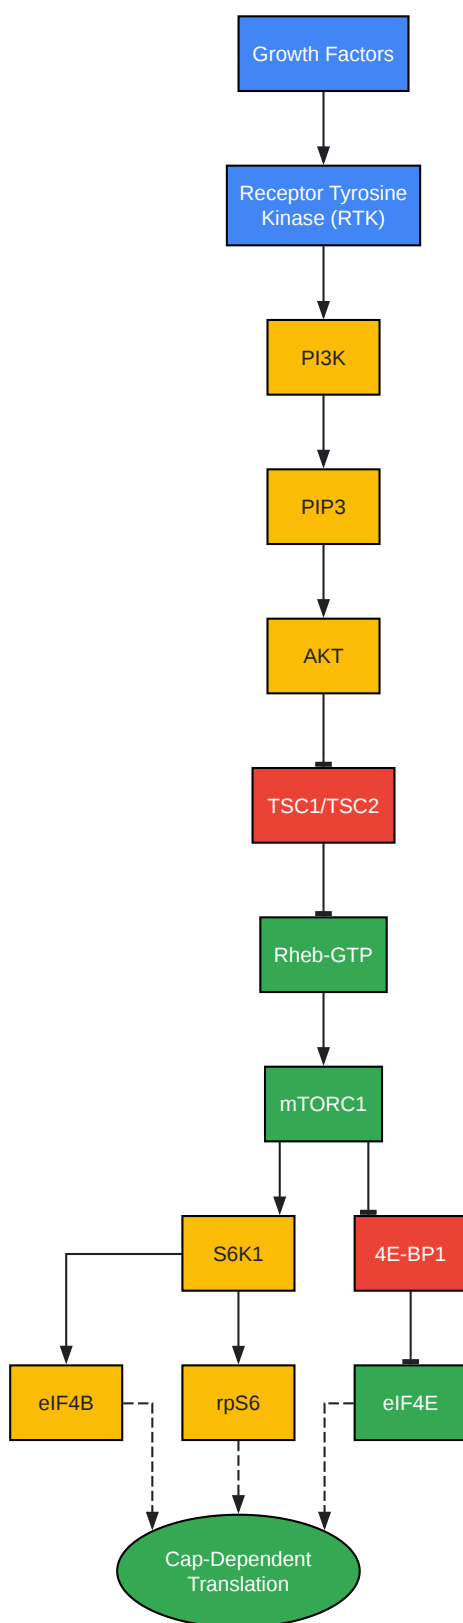 Growth Factors
Receptor Tyrosine
Kinase (RTK)
PI3K
PIP3
AKT
TSC1/TSC2
Rheb-GTP
mTORC1
S6K1
4E-BP1
eIF4B
rpS6
eIF4E
Cap-Dependent
Translation